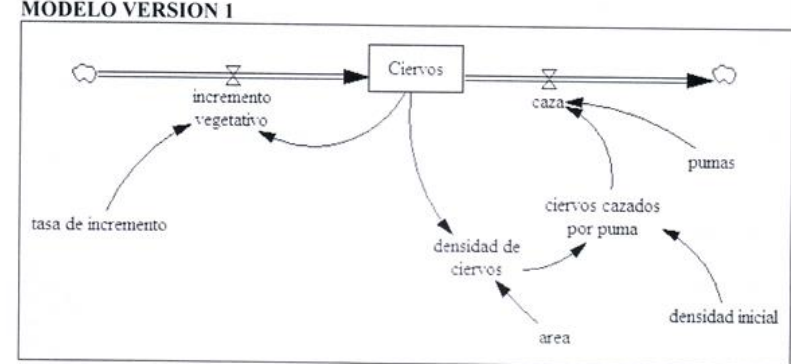 MODELO VERSION 1
Ciervos
incremento
vegetativo
caza
pumas
tasa de incremento
ciervos cazados
por puma
densidad de
ciervos
densidad inicial
area